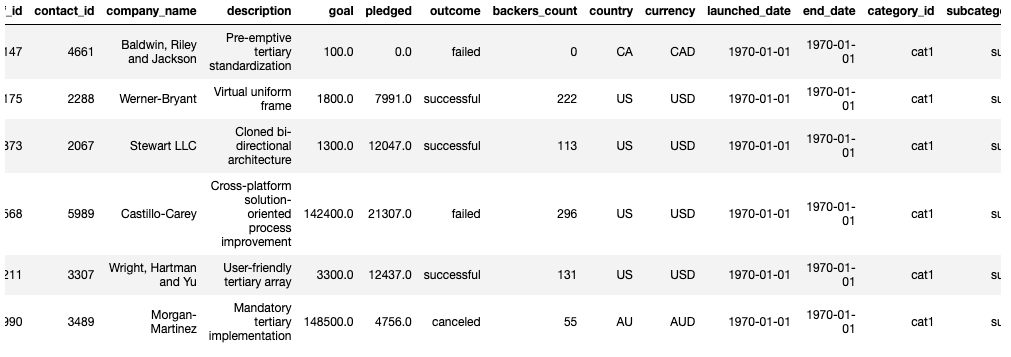 _id contact_id company_name description goal pledged outcome backers_count country currency launched_date end_date category_id subcateg
147 4661 Baldwin, Riley and Jackson Pre-emptive tertiary standardization 100.0 0.0 failed 0 CA CAD 1970-01-01 1970-01-01 cat1 su
175 2288 Werner-Bryant Virtual uniform frame 1800.0 7991.0 successful 222 US USD 1970-01-01 1970-01-01 cat1 su
873 2067 Stewart LLC Cloned bi-directional architecture 1300.0 12047.0 successful 113 US USD 1970-01-01 1970-01-01 cat1 su
568 5989 Castillo-Carey Cross-platform solution-oriented process improvement 142400.0 21307.0 failed 296 US USD 1970-01-01 1970-01-01 cat1 su
211 3307 Wright, Hartman and Yu User-friendly tertiary array 3300.0 12437.0 successful 131 US USD 1970-01-01 1970-01-01 cat1 su
990 3489 Morgan-Martinez Mandatory tertiary implementation 148500.0 4756.0 canceled 55 AU AUD 1970-01-01 1970-01-01 cat1 su